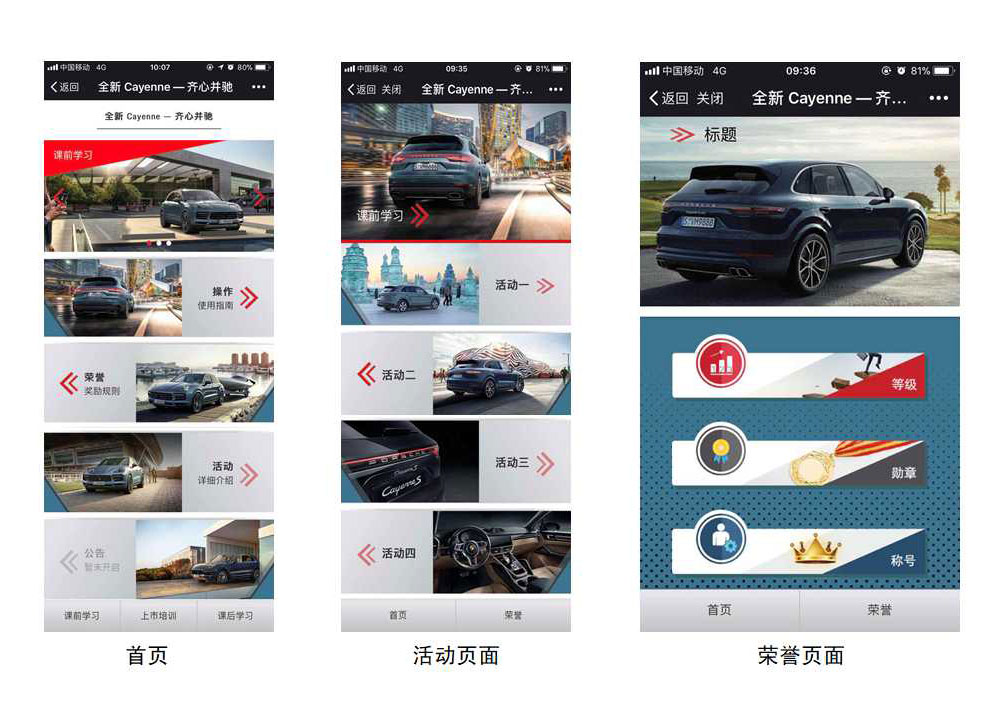 中国移动 4G 10:07 80%
返回 全新 Cayenne — 齐心并驰
全新 Cayenne — 齐心并驰
课前学习
操作
使用指南
荣誉
奖励规则
活动
详细介绍
公告
暂未开启
课前学习 上市培训 课后学习
首页
中国移动 4G 09:35 81%
返回 关闭 全新 Cayenne — 齐…
课前学习
活动一
活动二
PORSCHE
Cayenne S
活动三
活动四
首页 荣誉
活动页面
中国移动 4G 09:36 81%
返回 关闭 全新 Cayenne — 齐…
标题
等级
勋章
称号
首页 荣誉
荣誉页面